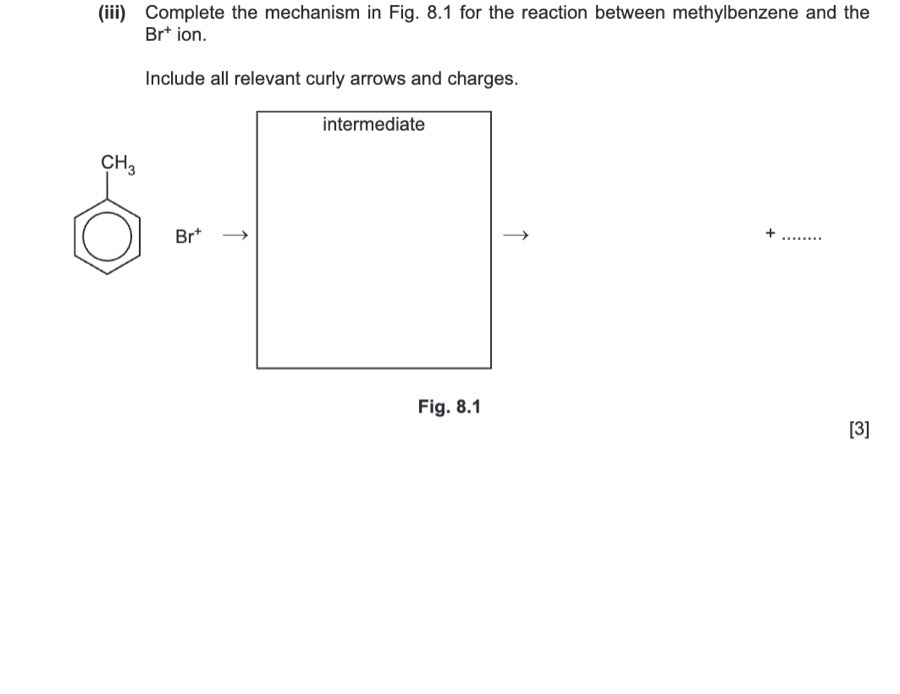 (iii) Complete the mechanism in Fig. 8.1 for the reaction between methylbenzene and the
Br⁺ ion.
Include all relevant curly arrows and charges.
intermediate
CH₃
Br⁺ → → + ........
Fig. 8.1
[3]